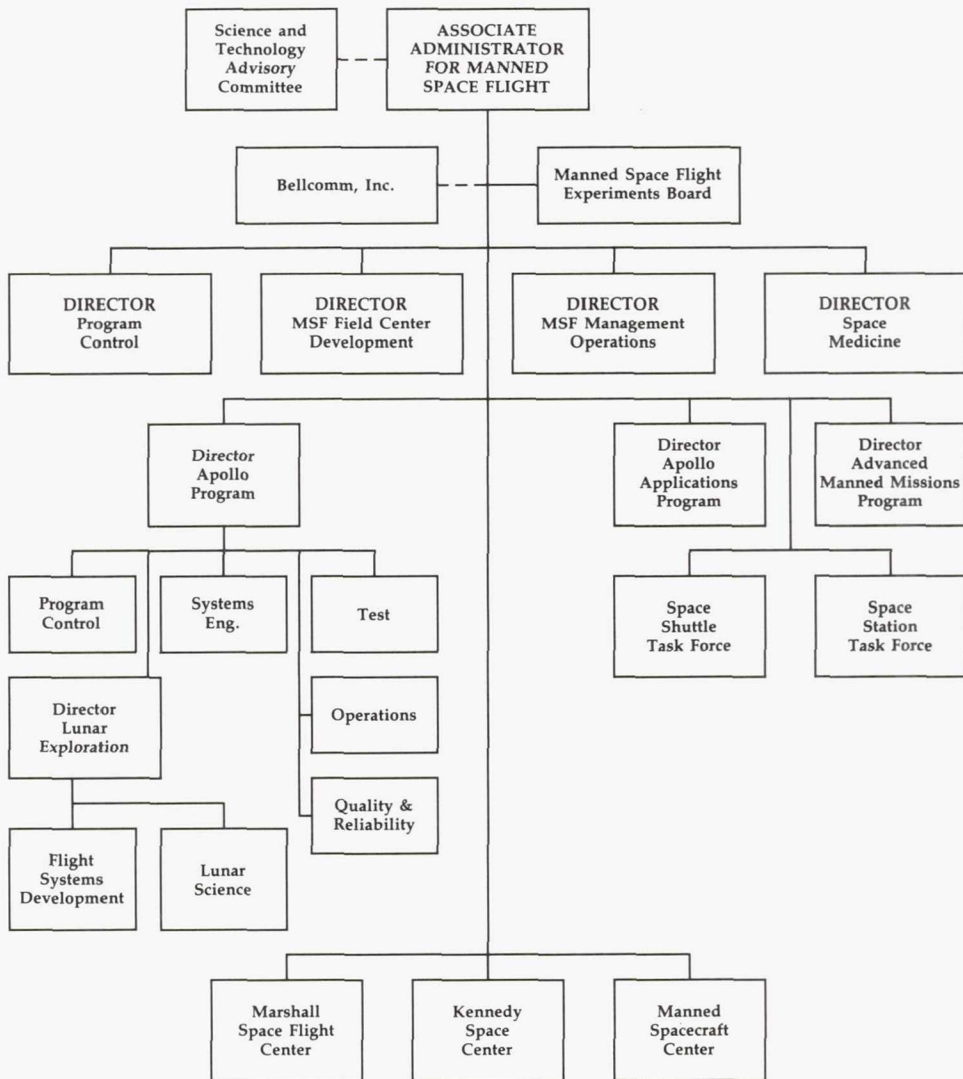 Science and
Technology
Advisory
Committee
ASSOCIATE
ADMINISTRATOR
FOR MANNED
SPACE FLIGHT
Bellcomm, Inc.
Manned Space Flight
Experiments Board
DIRECTOR
Program
Control
DIRECTOR
MSF Field Center
Development
DIRECTOR
MSF Management
Operations
DIRECTOR
Space
Medicine
Director
Apollo
Program
Director
Apollo
Applications
Program
Director
Advanced
Manned Missions
Program
Program
Control
Systems
Eng.
Test
Space
Shuttle
Task Force
Space
Station
Task Force
Director
Lunar
Exploration
Operations
Quality &
Reliability
Flight
Systems
Development
Lunar
Science
Marshall
Space Flight
Center
Kennedy
Space
Center
Manned
Spacecraft
Center